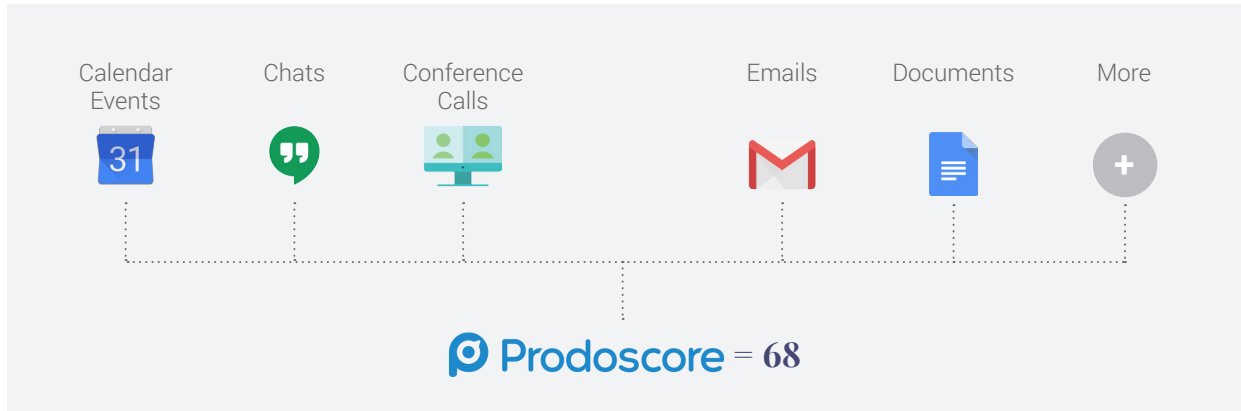 Calendar
Events
Chats
Conference
Calls
Emails
Documents
More
31
+
Prodoscore = 68